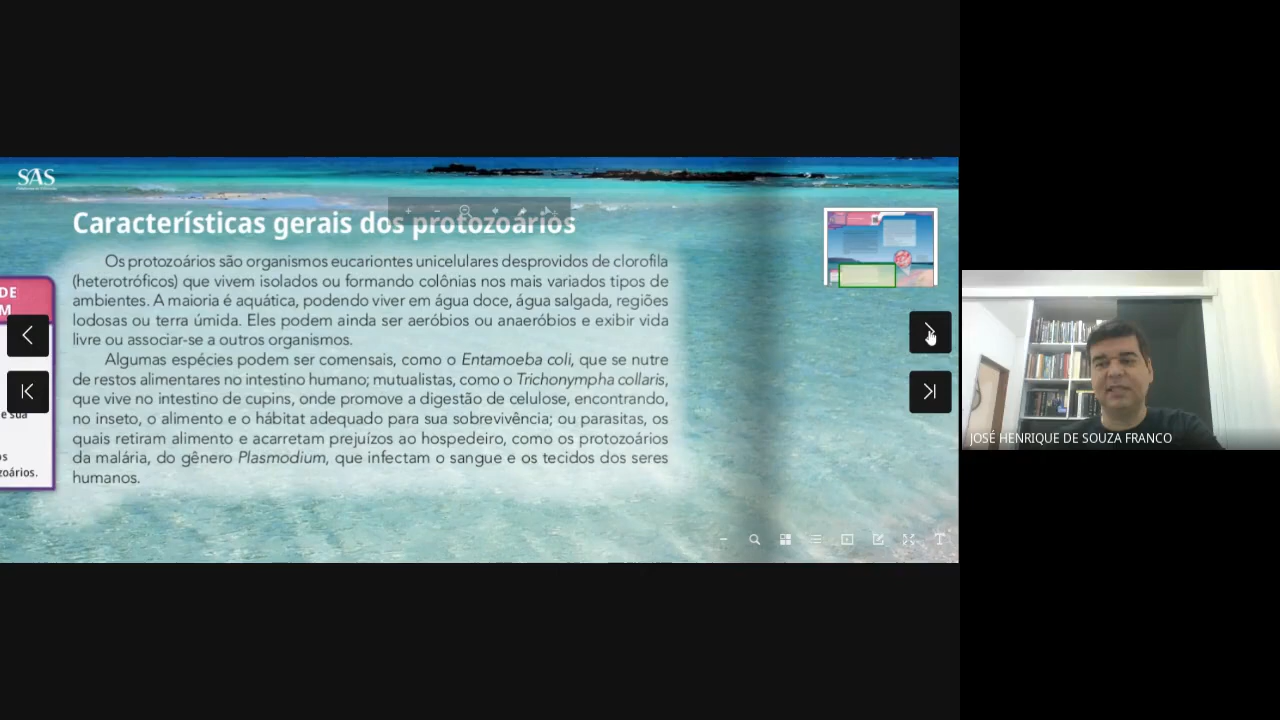 SAS
Características gerais dos protozoários
Os protozoários são organismos eucariontes unicelulares desprovidos de clorofila
(heterotróficos) que vivem isolados ou formando colônias nos mais variados tipos de
ambientes. A maioria é aquática, podendo viver em água doce, água salgada, regiões
lodosas ou terra úmida. Eles podem ainda ser aeróbios ou anaeróbios e exibir vida
livre ou associar-se a outros organismos.
Algumas espécies podem ser comensais, como o Entamoeba coli, que se nutre
de restos alimentares no intestino humano; mutualistas, como o Trichonympha collaris,
que vive no intestino de cupins, onde promove a digestão de celulose, encontrando,
no inseto, o alimento e o hábitat adequado para sua sobrevivência; ou parasitas, os
quais retiram alimento e acarretam prejuízos ao hospedeiro, como os protozoários
da malária, do gênero Plasmodium, que infectam o sangue e os tecidos dos seres
humanos.
DE
M
e sua
os
zoários.
T
JOSÉ HENRIQUE DE SOUZA FRANCO